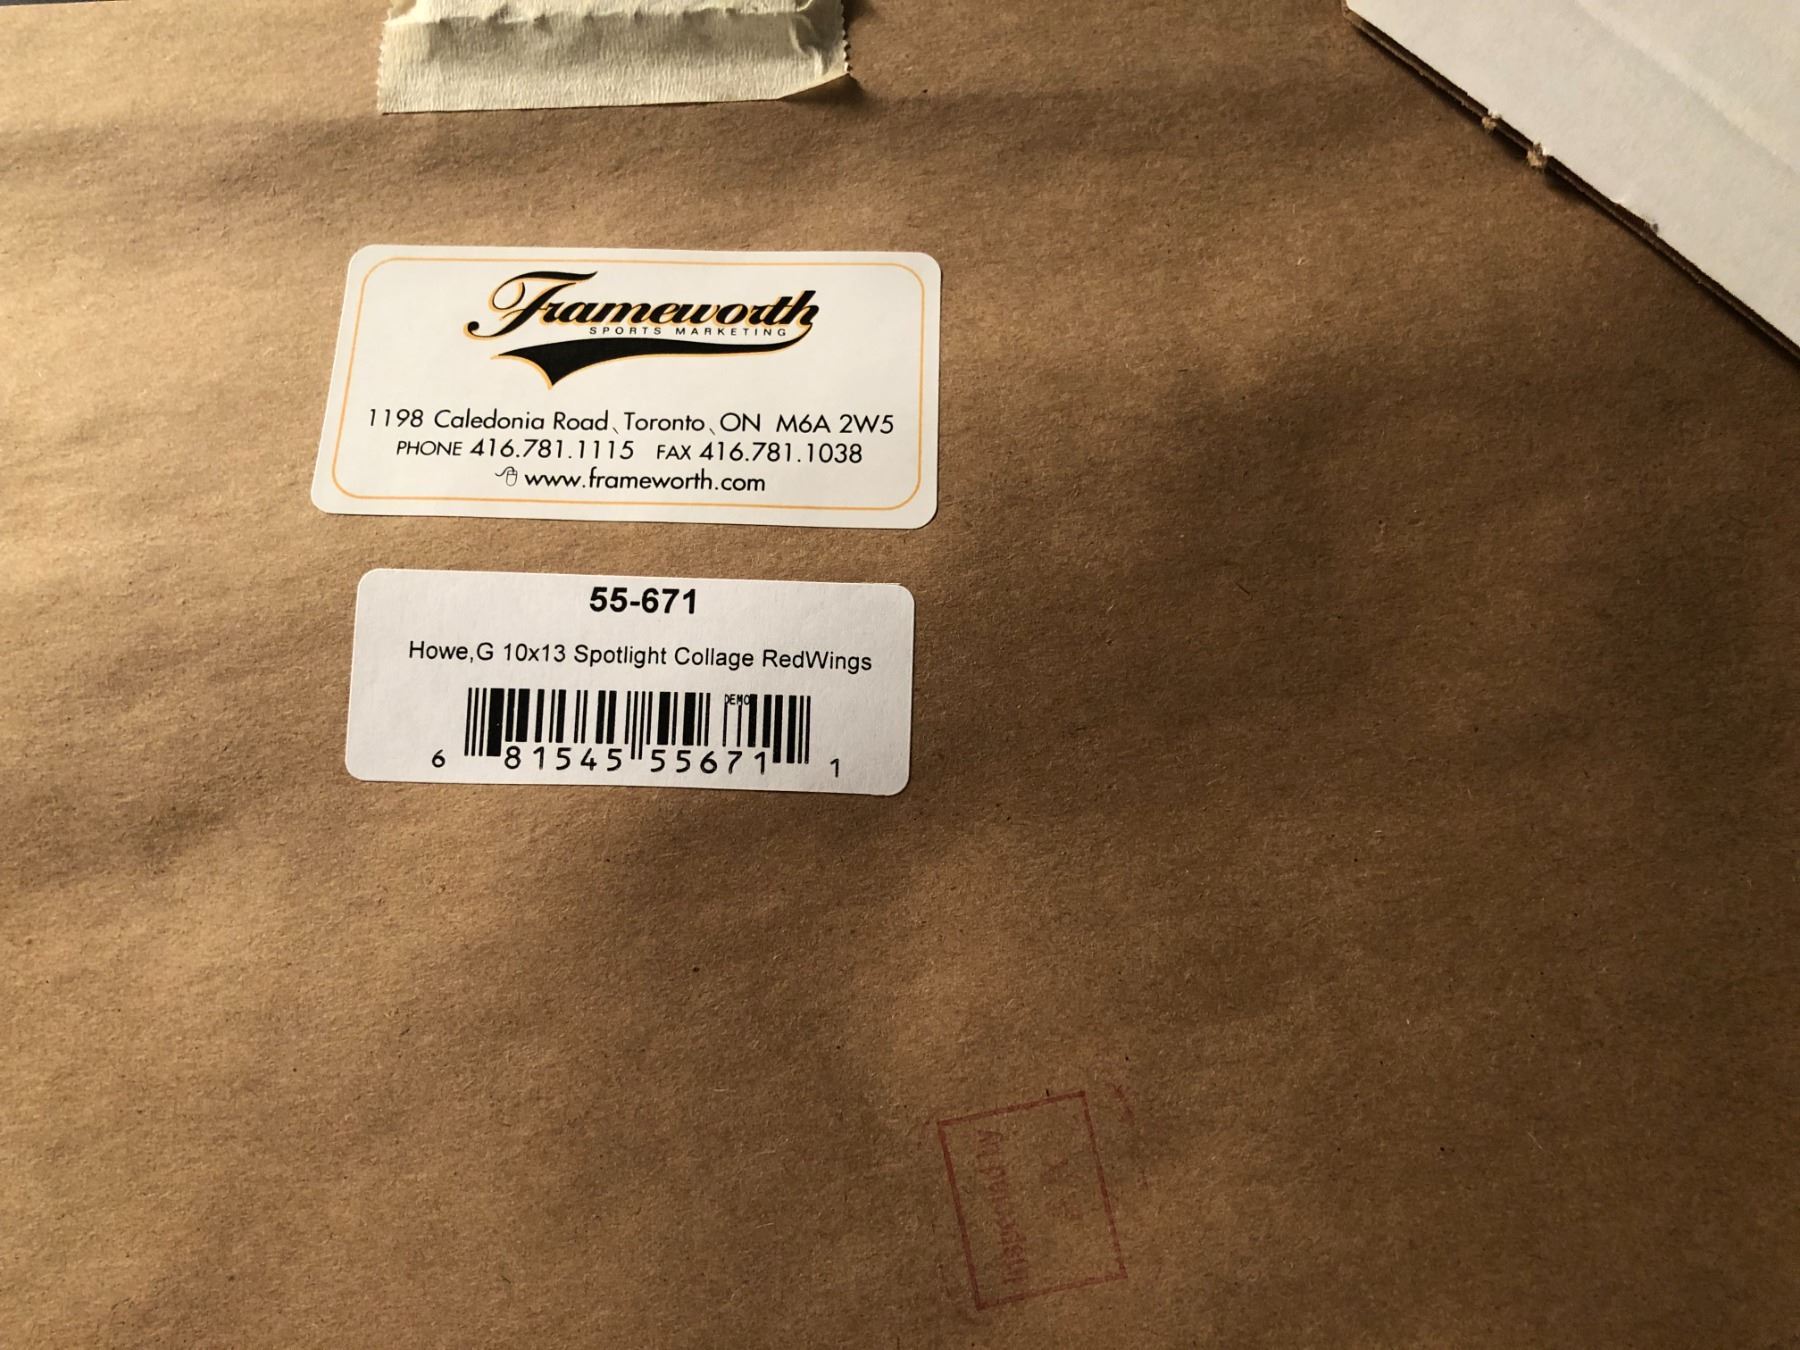 Frameworth
SPORTS MARKETING
1198 Caledonia Road, Toronto, ON M6A 2W5
PHONE 416.781.1115 FAX 416.781.1038
www.frameworth.com
55-671
Howe,G 10x13 Spotlight Collage RedWings
DEMO
6 81545 55671 1